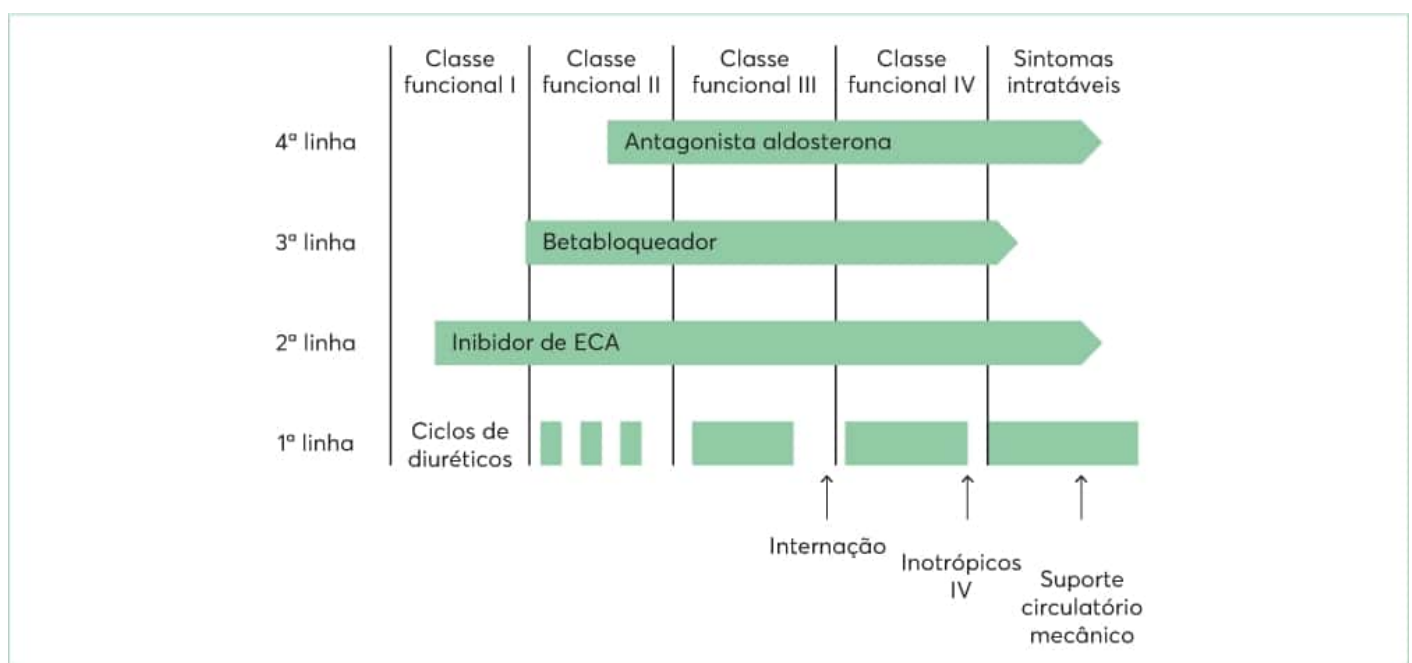 Classe
funcional I
Classe
funcional II
Classe
funcional III
Classe
funcional IV
Sintomas
intratáveis
4ª linha
Antagonista aldosterona
3ª linha
Betabloqueador
2ª linha
Inibidor de ECA
1ª linha
Ciclos de
diuréticos
Internação
Inotrópicos
IV
Suporte
circulatório
mecânico